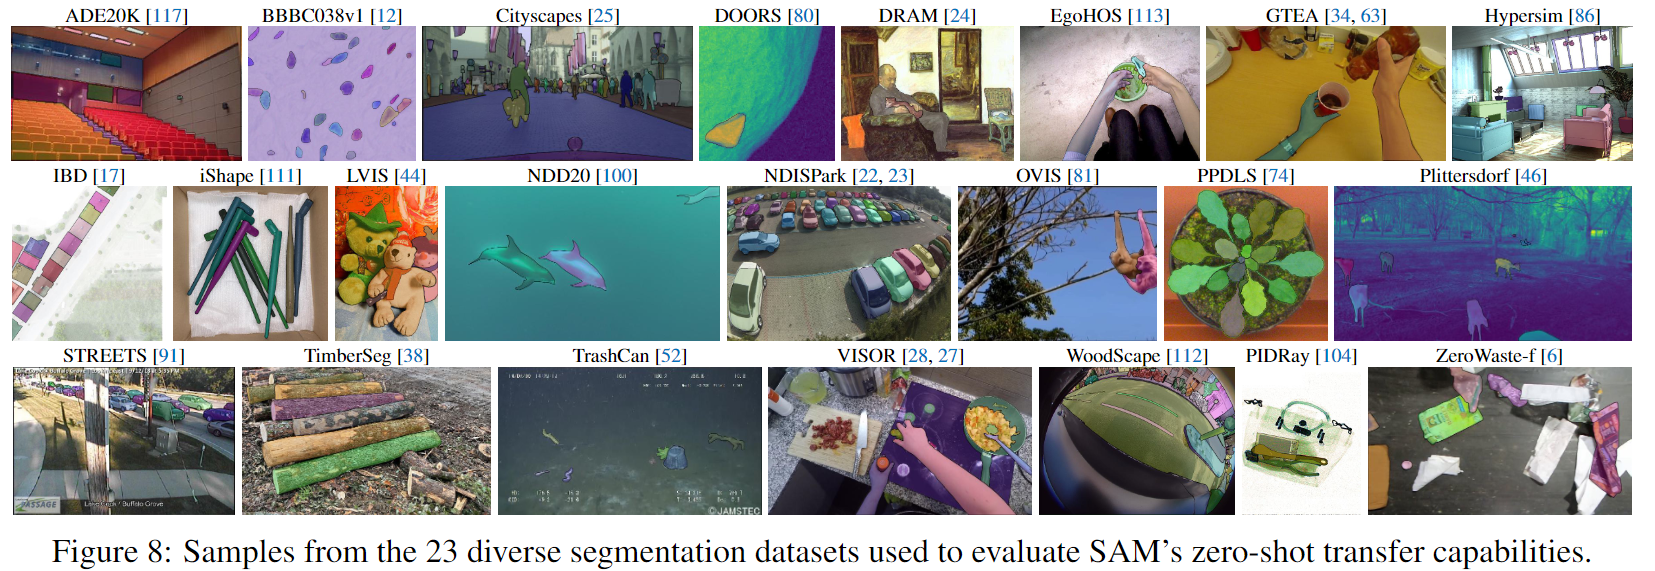 ADE20K [117] BBBC038v1 [12] Cityscapes [25] DOORS [80] DRAM [24] EgoHOS [113] GTEA [34, 63] Hypersim [86]
IBD [17] iShape [111] LVIS [44] NDD20 [100] NDISPark [22, 23] OVIS [81] PPDLS [74] Plittersdorf [46]
STREETS [91] TimberSeg [38] TrashCan [52] VISOR [28, 27] WoodScape [112] PIDRay [104] ZeroWaste-f [6]
PASSAGE
/ Buffalo Grove
©JAMSTEC
Figure 8: Samples from the 23 diverse segmentation datasets used to evaluate SAM's zero-shot transfer capabilities.